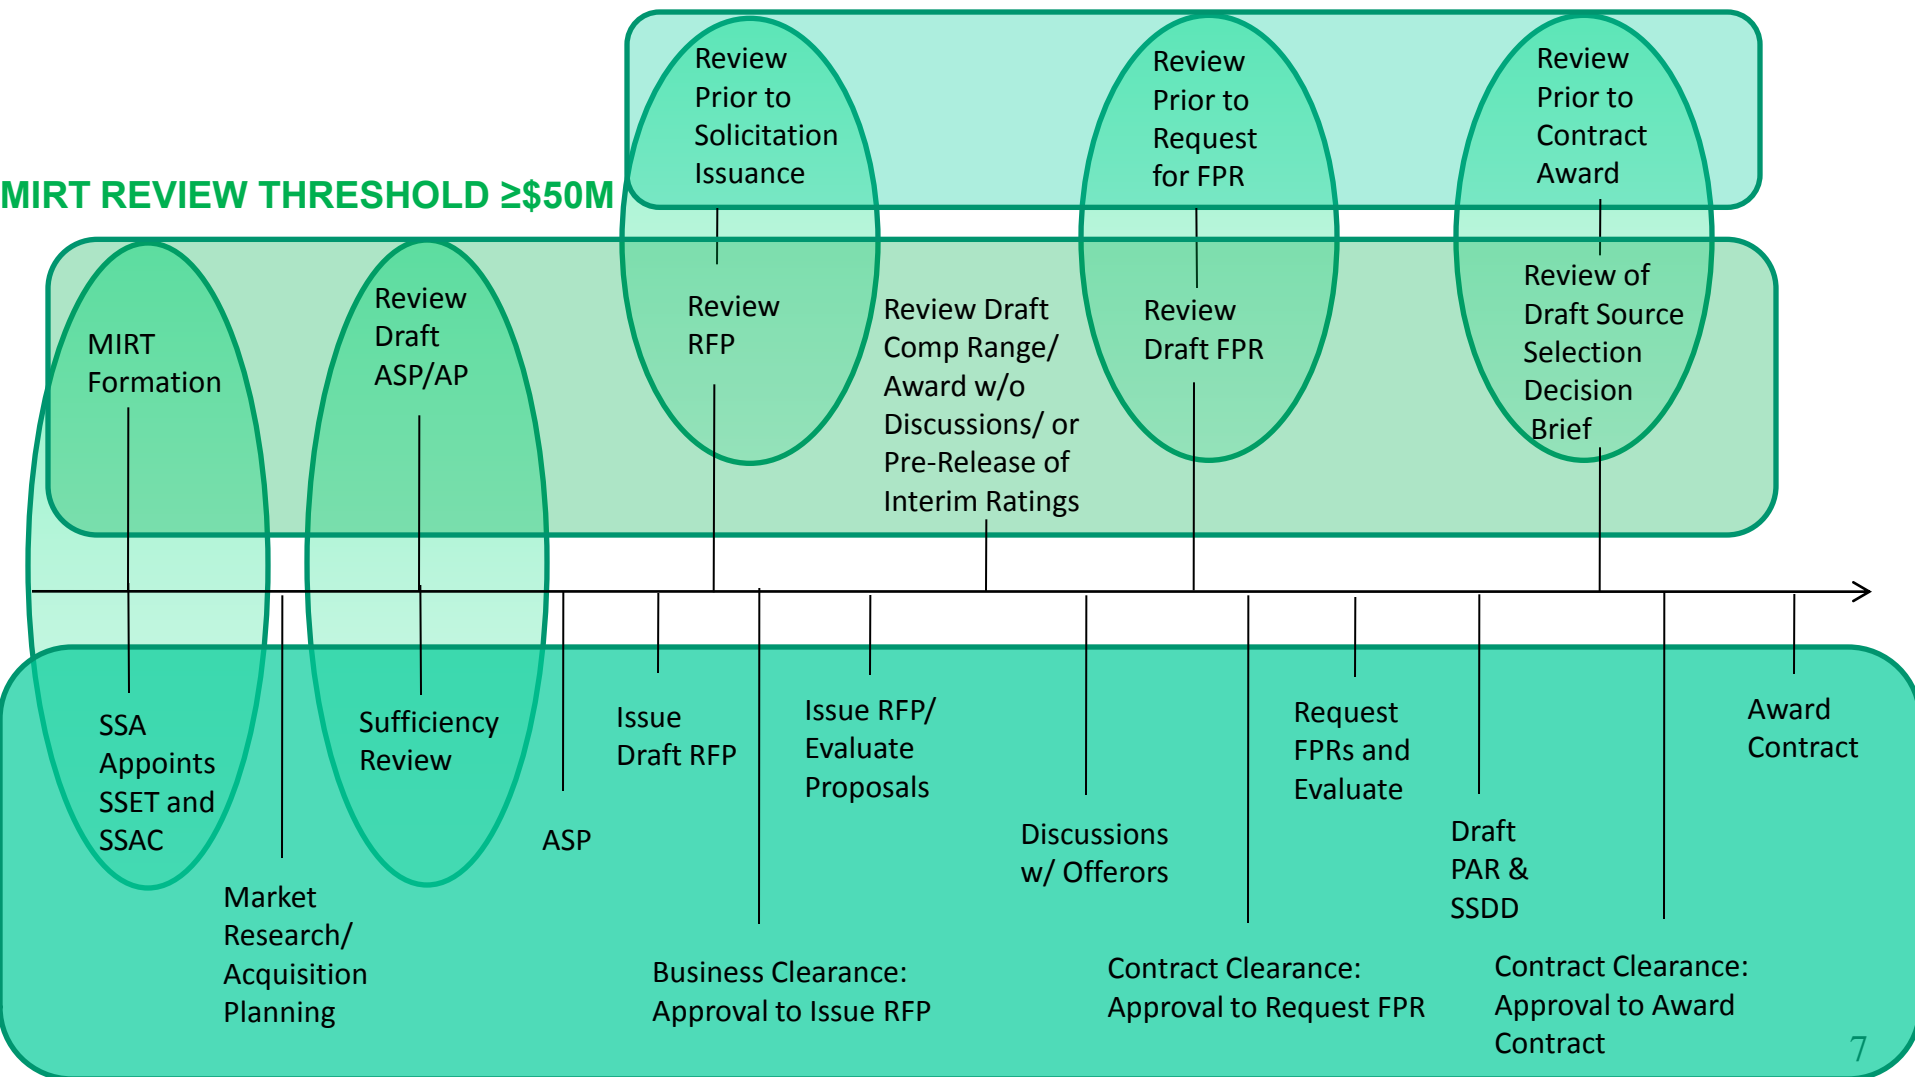 Review
Prior to
Solicitation
Issuance
Review
Prior to
Request
for FPR
Review
Prior to
Contract
Award
MIRT REVIEW THRESHOLD ≥$50M
MIRT
Formation
Review
Draft
ASP/AP
Review
RFP
Review Draft
Comp Range/
Award w/o
Discussions/ or
Pre-Release of
Interim Ratings
Review
Draft FPR
Review of
Draft Source
Selection
Decision
Brief
SSA
Appoints
SSET and
SSAC
Market
Research/
Acquisition
Planning
Sufficiency
Review
ASP
Issue
Draft RFP
Business Clearance:
Approval to Issue RFP
Issue RFP/
Evaluate
Proposals
Discussions
w/ Offerors
Contract Clearance:
Approval to Request FPR
Request
FPRs and
Evaluate
Draft
PAR &
SSDD
Contract Clearance:
Approval to Award
Contract
Award
Contract
7